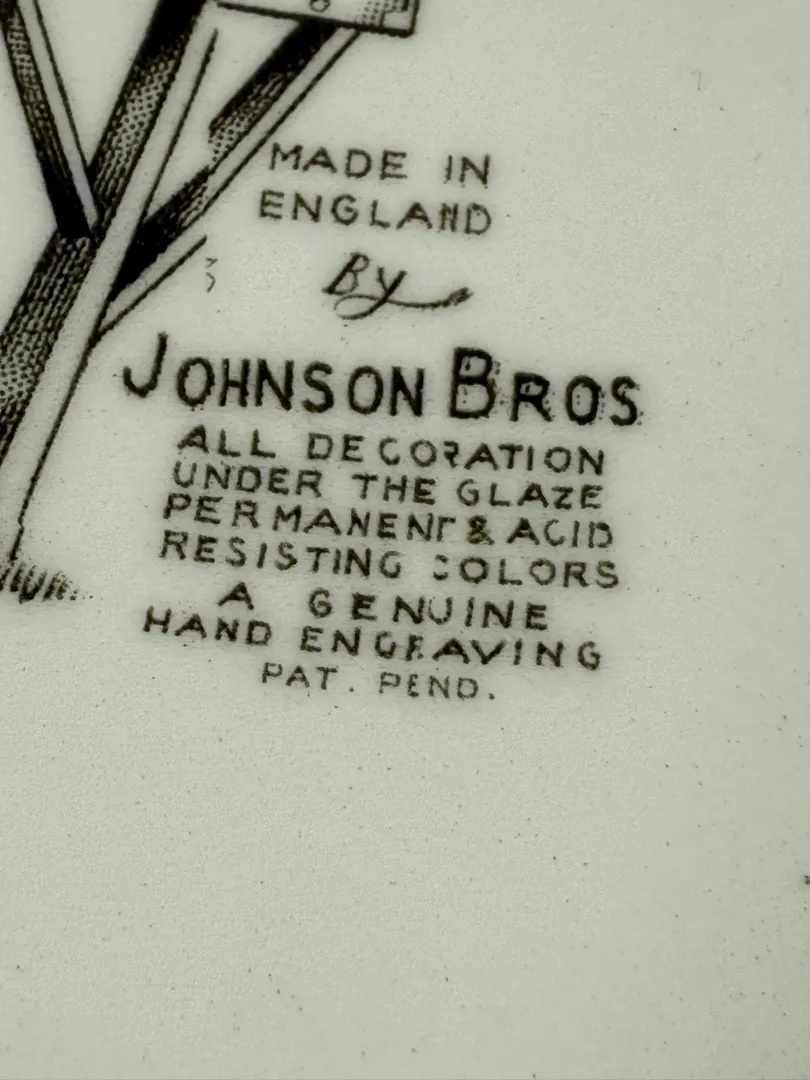 MADE IN
ENGLAND
By
JOHNSON BROS
ALL DECORATION
UNDER THE GLAZE
PERMANENT & ACID
RESISTING COLORS
A GENUINE
HAND ENGRAVING
PAT. PEND.